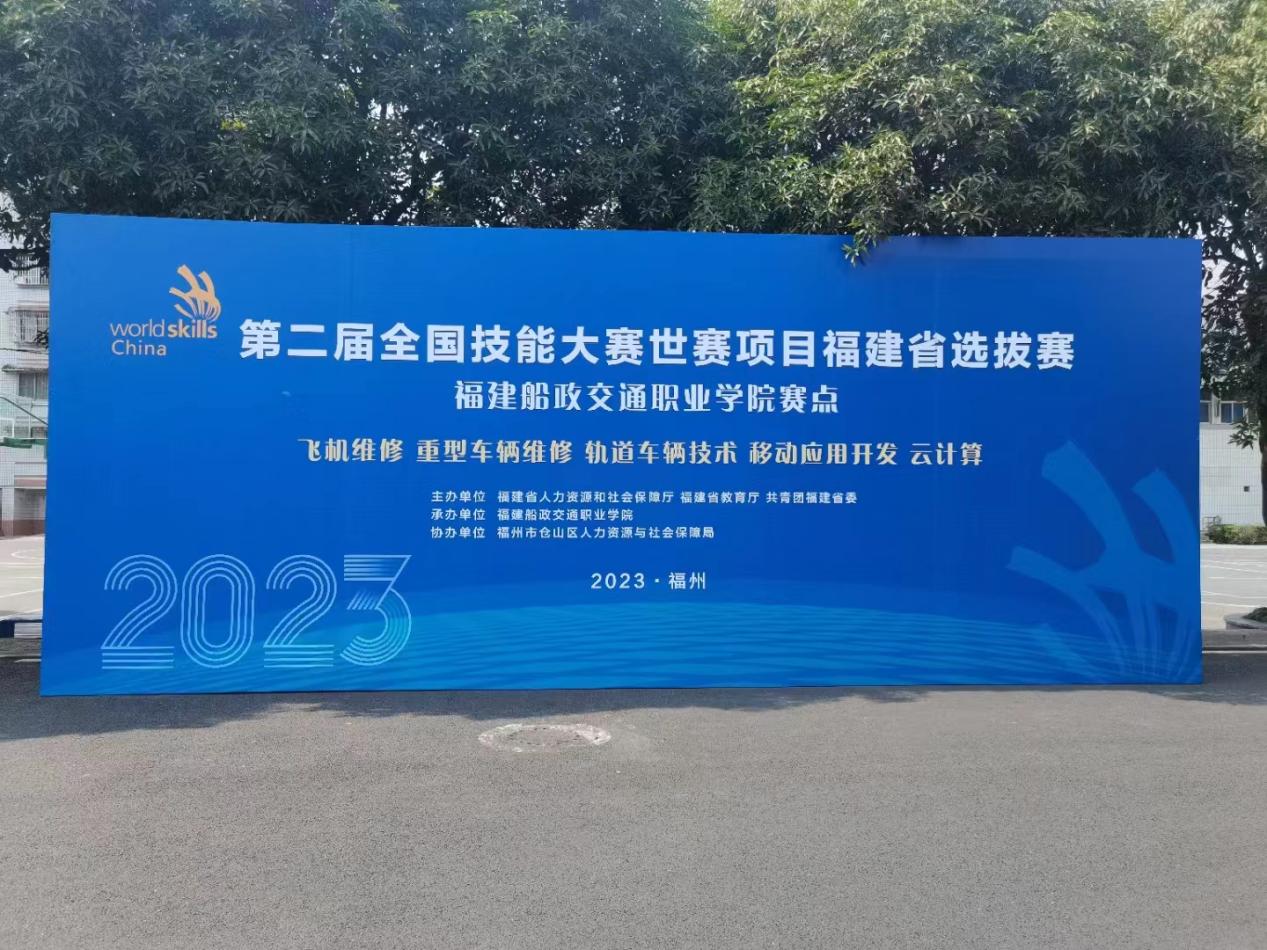 world skills
China
第二届全国技能大赛世赛项目福建省选拔赛
福建船政交通职业学院赛点
飞机维修 重型车辆维修 轨道车辆技术 移动应用开发 云计算
主办单位 福建省人力资源和社会保障厅 福建省教育厅 共青团福建省委
承办单位 福建船政交通职业学院
协办单位 福州市仓山区人力资源与社会保障局
2023·福州
2023